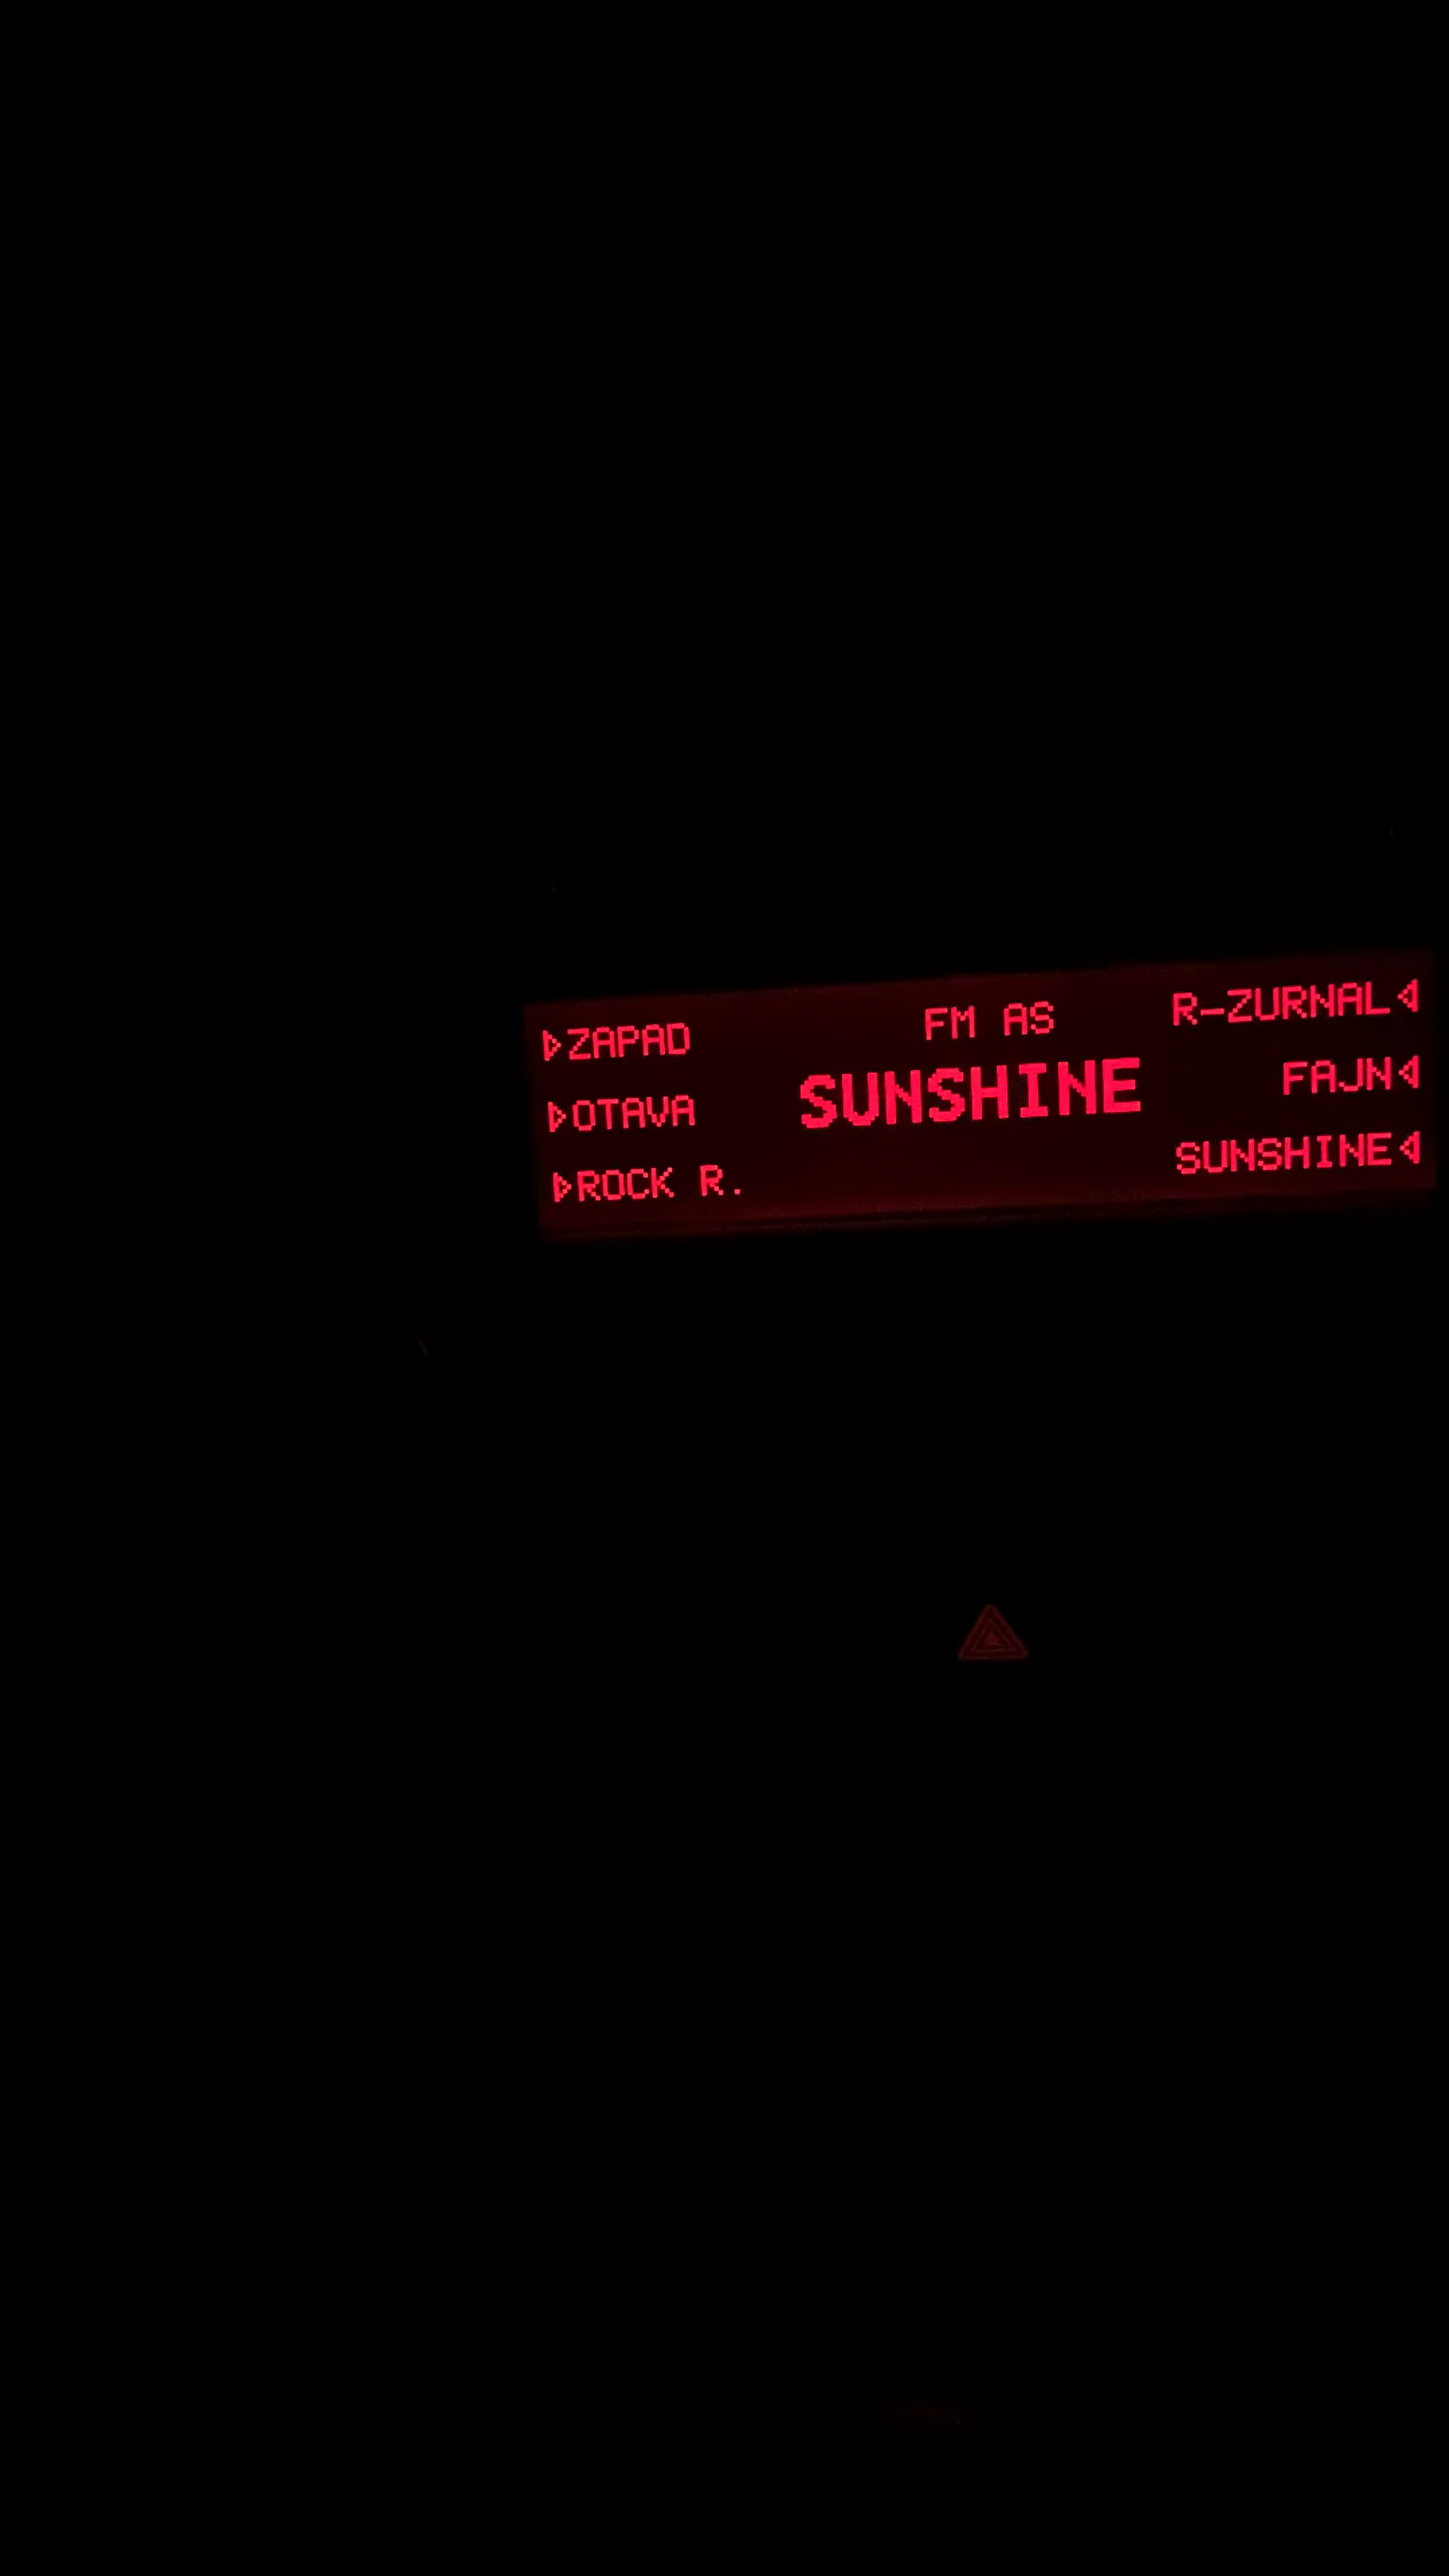 ▷ZAPAD
FM AS
R-ZURNAL◁
▷OTAVA
SUNSHINE
FAJN◁
▷ROCK R.
SUNSHINE◁